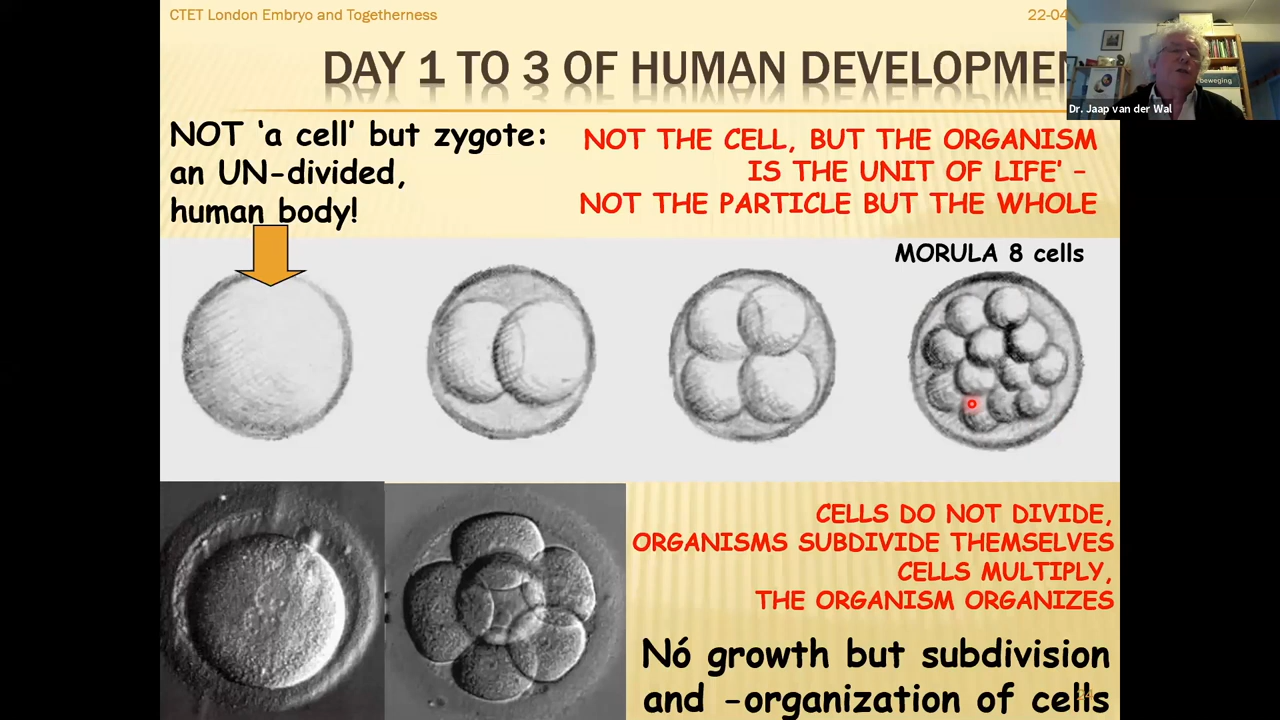 CTET London Embryo and Togetherness
22-04
DAY 1 TO 3 OF HUMAN DEVELOPMEN
beweging
Dr. Jaap van der Wal
NOT ‘a cell’ but zygote:
an UN-divided,
human body!
NOT THE CELL, BUT THE ORGANISM
IS THE UNIT OF LIFE’ –
NOT THE PARTICLE BUT THE WHOLE
MORULA 8 cells
CELLS DO NOT DIVIDE,
ORGANISMS SUBDIVIDE THEMSELVES
CELLS MULTIPLY,
THE ORGANISM ORGANIZES
Nó growth but subdivision
and -organization of cells
24